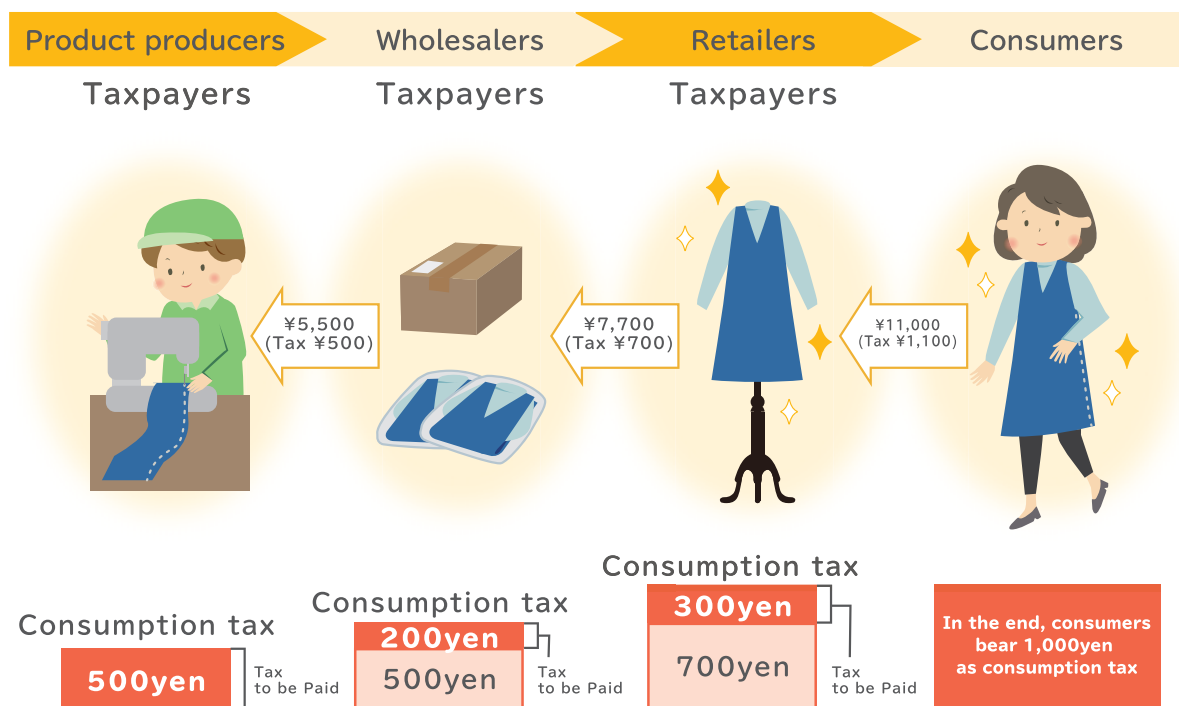 Product producers
Wholesalers
Retailers
Consumers
Taxpayers
Taxpayers
Taxpayers
¥5,500
(Tax ¥500)
¥7,700
(Tax ¥700)
¥11,000
(Tax ¥1,100)
Consumption tax
500yen
Tax
to be Paid
Consumption tax
200yen
500yen
Tax
to be Paid
Consumption tax
300yen
700yen
Tax
to be Paid
In the end, consumers
bear 1,000yen
as consumption tax